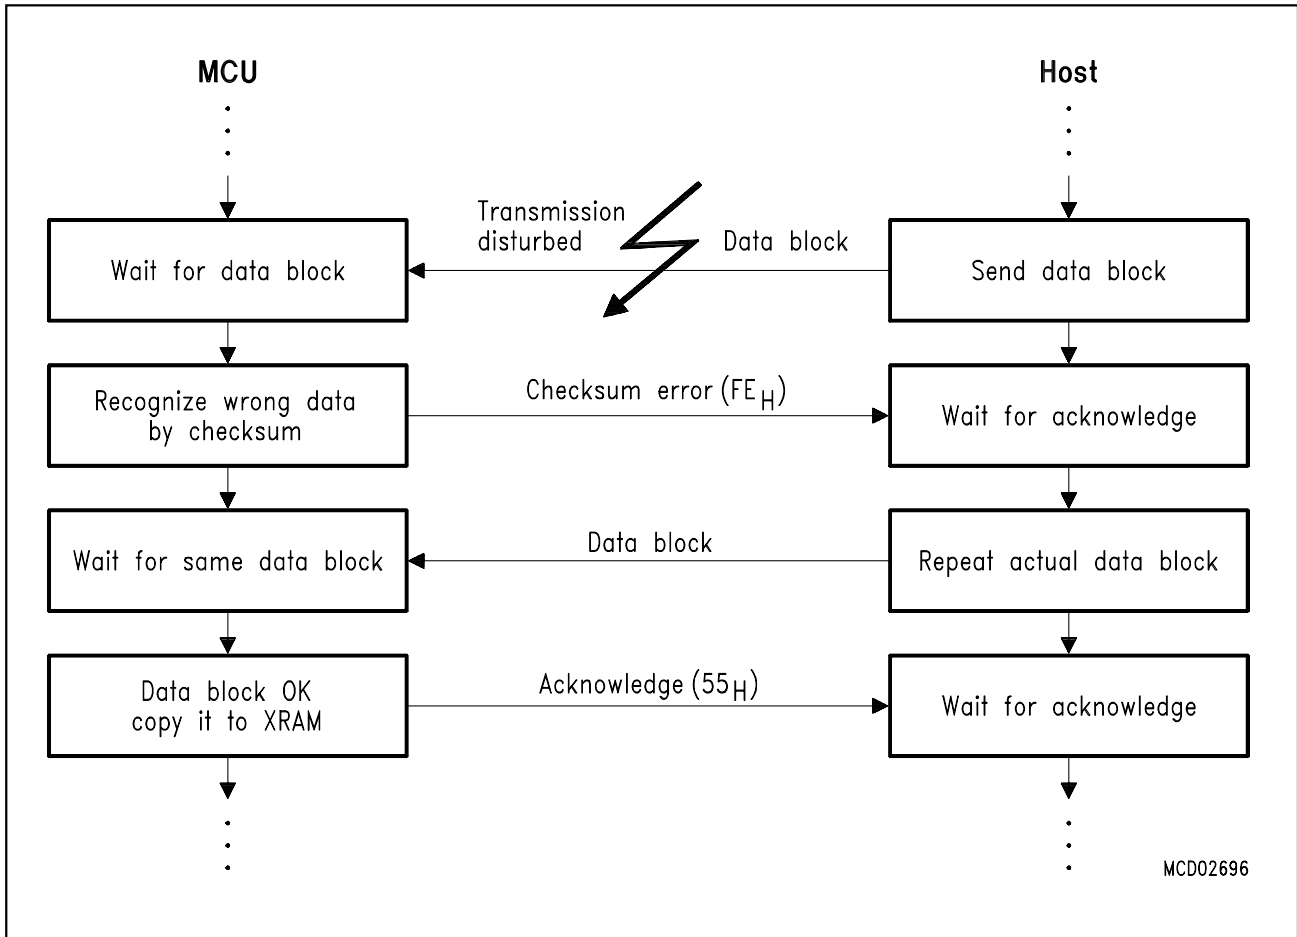 MCU
Host
Transmission
disturbed
Data block
Wait for data block
Send data block
Recognize wrong data
by checksum
Checksum error (FEH)
Wait for acknowledge
Wait for same data block
Data block
Repeat actual data block
Data block OK
copy it to XRAM
Acknowledge (55H)
Wait for acknowledge
MCD02696